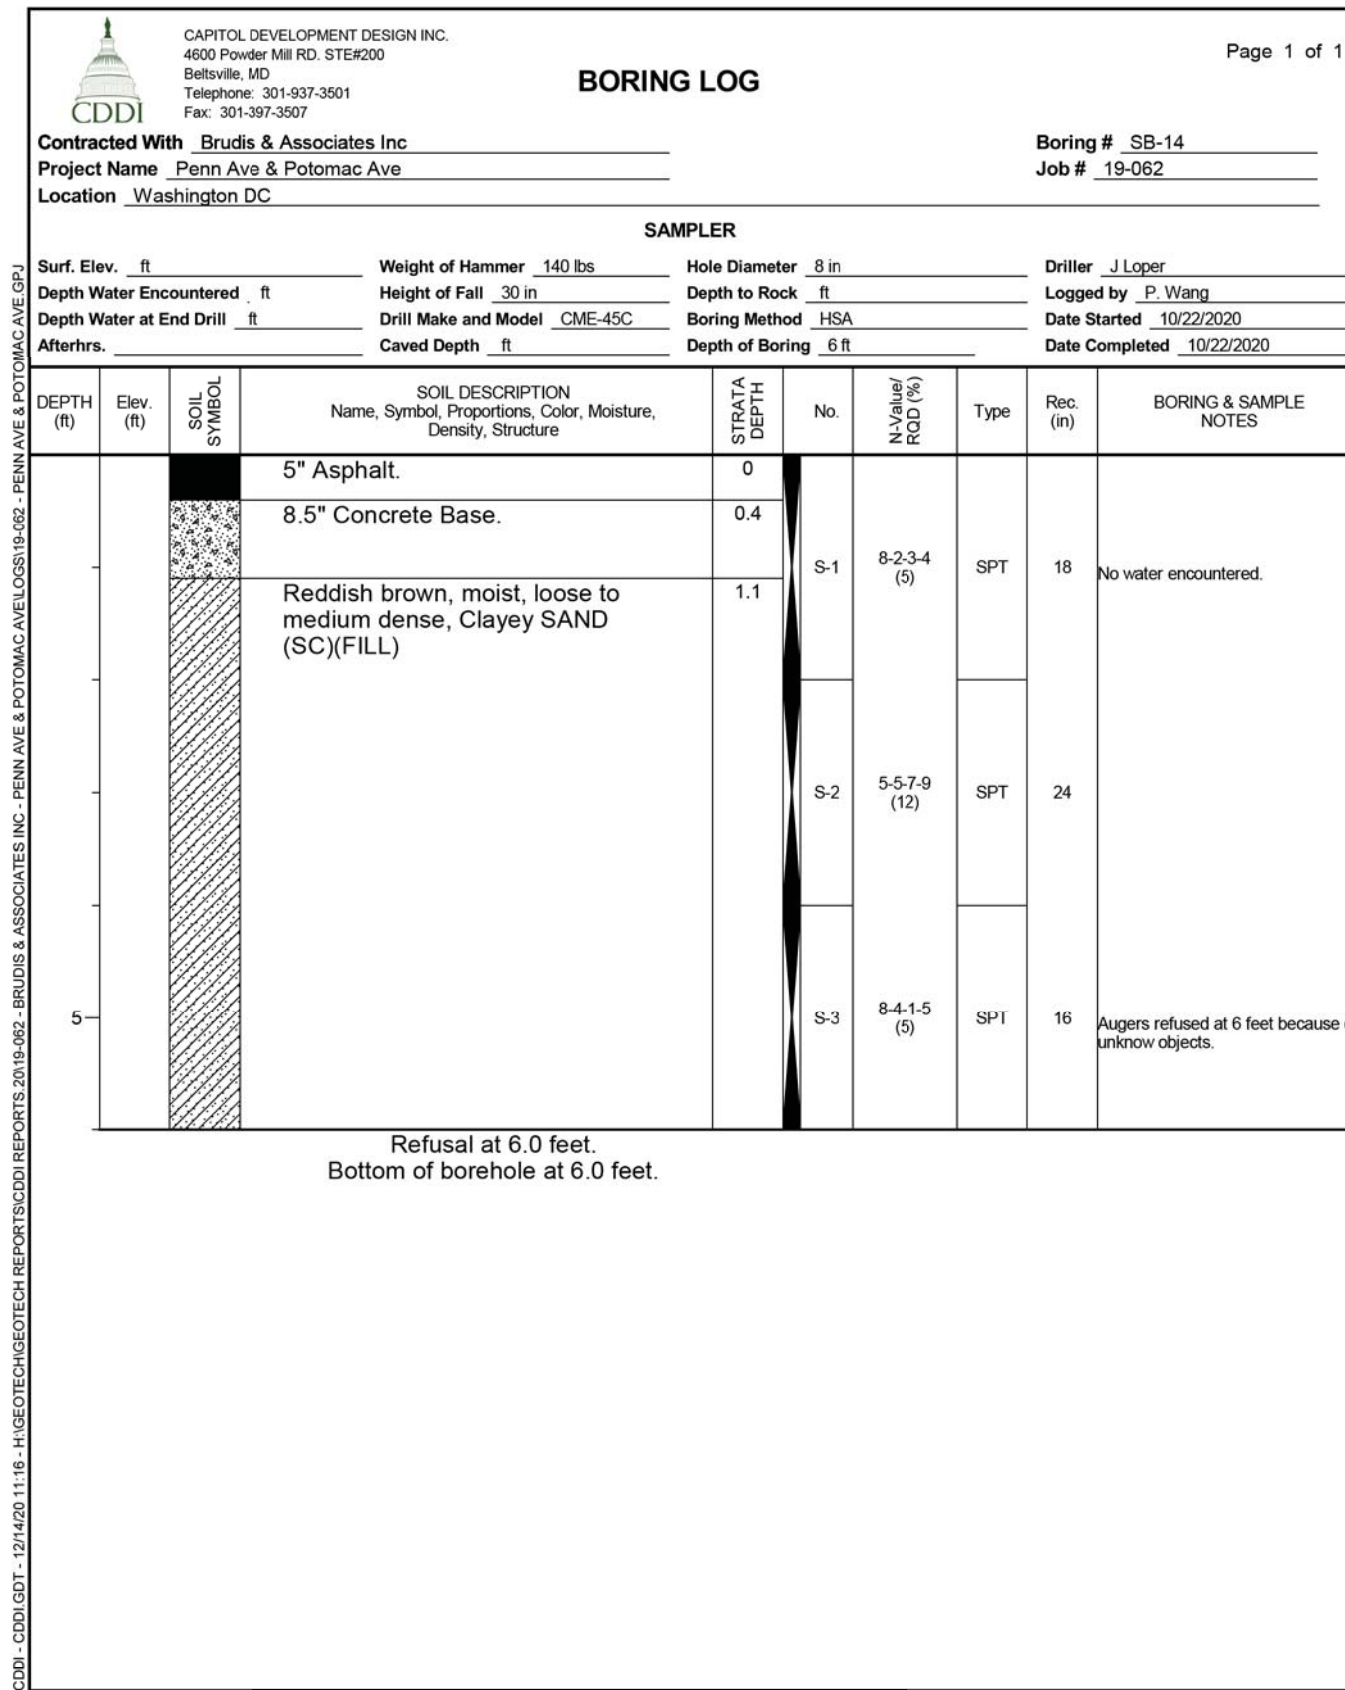 CAPITOL DEVELOPMENT DESIGN INC.
4600 Powder Mill RD. STE#200
Beltsville, MD
Telephone: 301-937-3501
Fax: 301-397-3507
CDDI
BORING LOG
Page 1 of 1
Contracted With Brudis & Associates Inc
Boring # SB-14
Project Name Penn Ave & Potomac Ave
Job # 19-062
Location Washington DC
SAMPLER
Surf. Elev. ft Weight of Hammer 140 lbs Hole Diameter 8 in Driller J Loper
Depth Water Encountered ft Height of Fall 30 in Depth to Rock ft Logged by P. Wang
Depth Water at End Drill ft Drill Make and Model CME-45C Boring Method HSA Date Started 10/22/2020
Afterhrs. Caved Depth ft Depth of Boring 6 ft Date Completed 10/22/2020
DEPTH (ft)
Elev. (ft)
SOIL SYMBOL
SOIL DESCRIPTION
Name, Symbol, Proportions, Color, Moisture,
Density, Structure
STRATA DEPTH
No.
N-Value/ RQD (%)
Type
Rec. (in)
BORING & SAMPLE NOTES
5" Asphalt. 0
8.5" Concrete Base. 0.4
S-1 8-2-3-4 (5) SPT 18 No water encountered.
Reddish brown, moist, loose to 1.1
medium dense, Clayey SAND
(SC)(FILL)
S-2 5-5-7-9 (12) SPT 24
5 S-3 8-4-1-5 (5) SPT 16 Augers refused at 6 feet because
unknow objects.
Refusal at 6.0 feet.
Bottom of borehole at 6.0 feet.
CDDI - CDDI.GDT - 12/14/20 11:16 - H:\GEOTECH\GEOTECH REPORTS\CDDI REPORTS.20\19-062 - BRUDIS & ASSOCIATES INC - PENN AVE & POTOMAC AVE\LOGS\19-062 - PENN AVE & POTOMAC AVE.GPJ